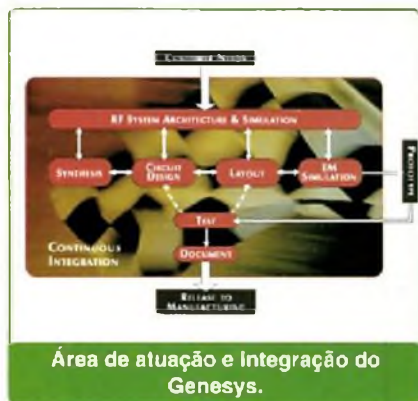 RF SYSTEM ARCHITECTURE & SIMULATION
SYNTHESIS
CIRCUIT
DESIGN
LAYOUT
EM
SIMULATION
TEST
CONTINUOUS
INTEGRATION
DOCUMENT
RELEASE TO
MANUFACTURING
Área de atuação e integração do
Genesys.